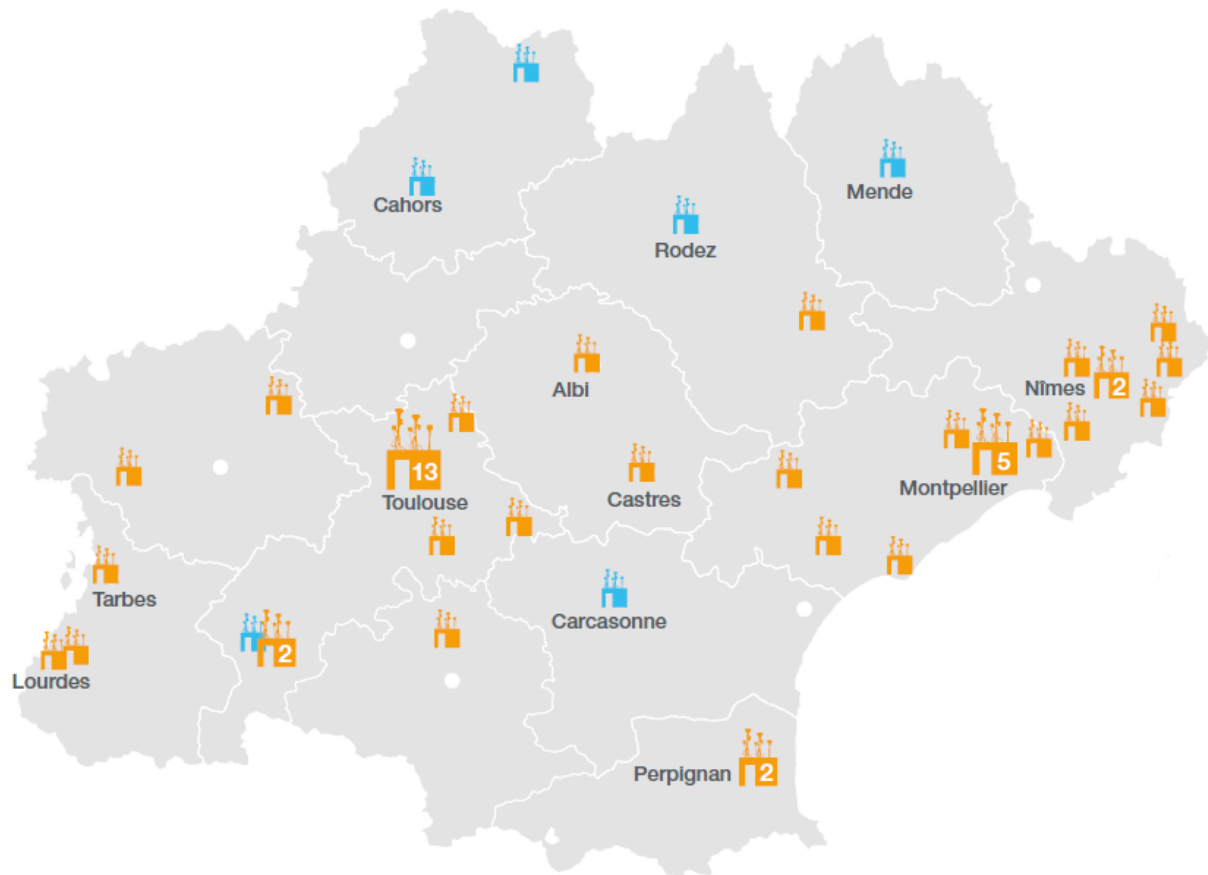 Cahors
Mende
Rodez
Albi
Nîmes
2
13
Toulouse
Castres
5
Montpellier
Tarbes
Carcasonne
2
Lourdes
Perpignan
2